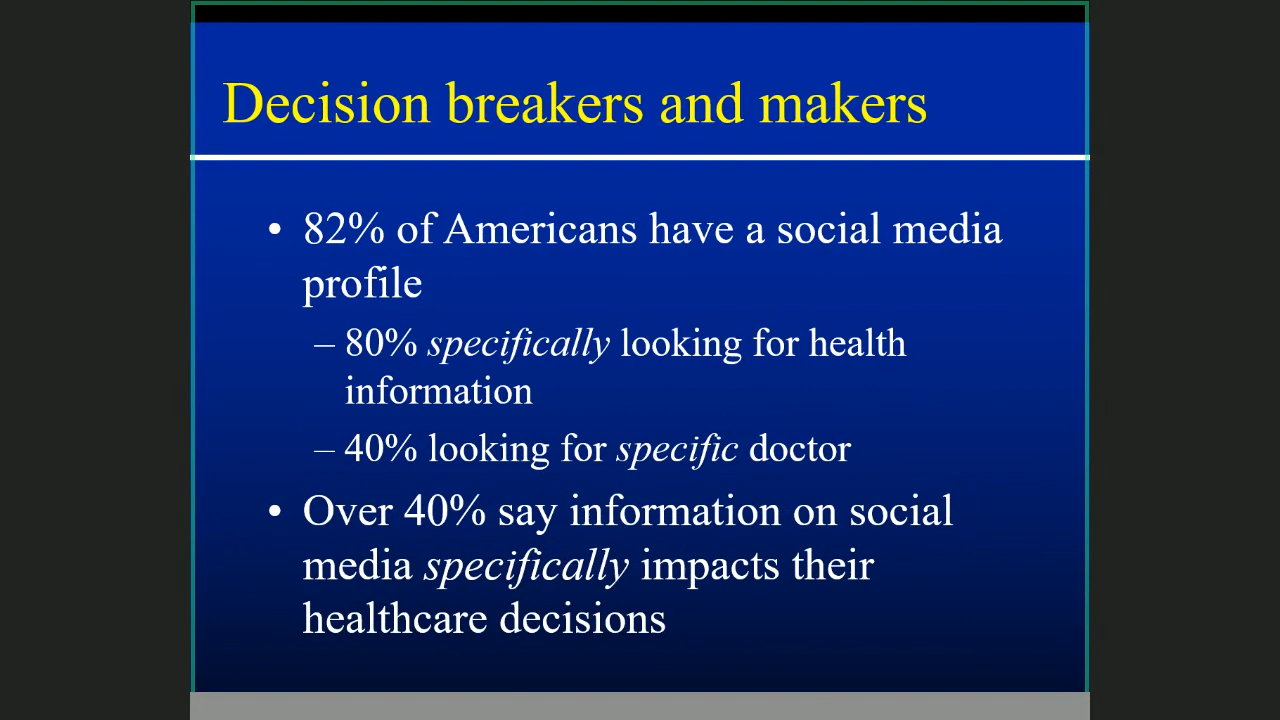 Decision breakers and makers
• 82% of Americans have a social media
profile
– 80% specifically looking for health
information
– 40% looking for specific doctor
• Over 40% say information on social
media specifically impacts their
healthcare decisions